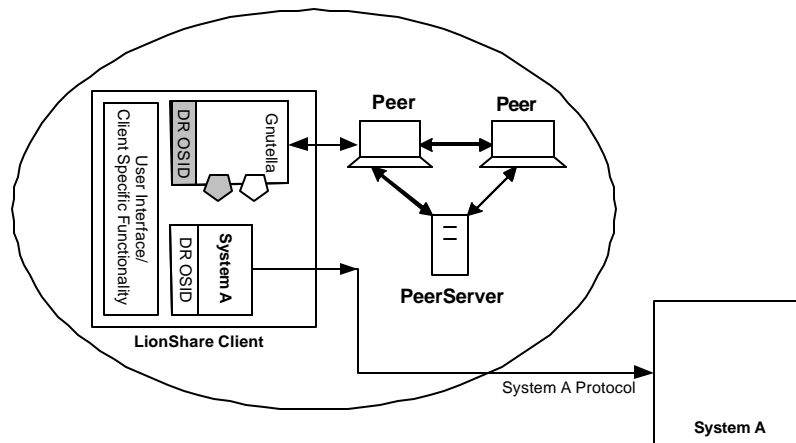 User Interface/
Client Specific Functionality
DR OSID
Gnutella
DR OSID
System A
LionShare Client
Peer
Peer
PeerServer
System A Protocol
System A